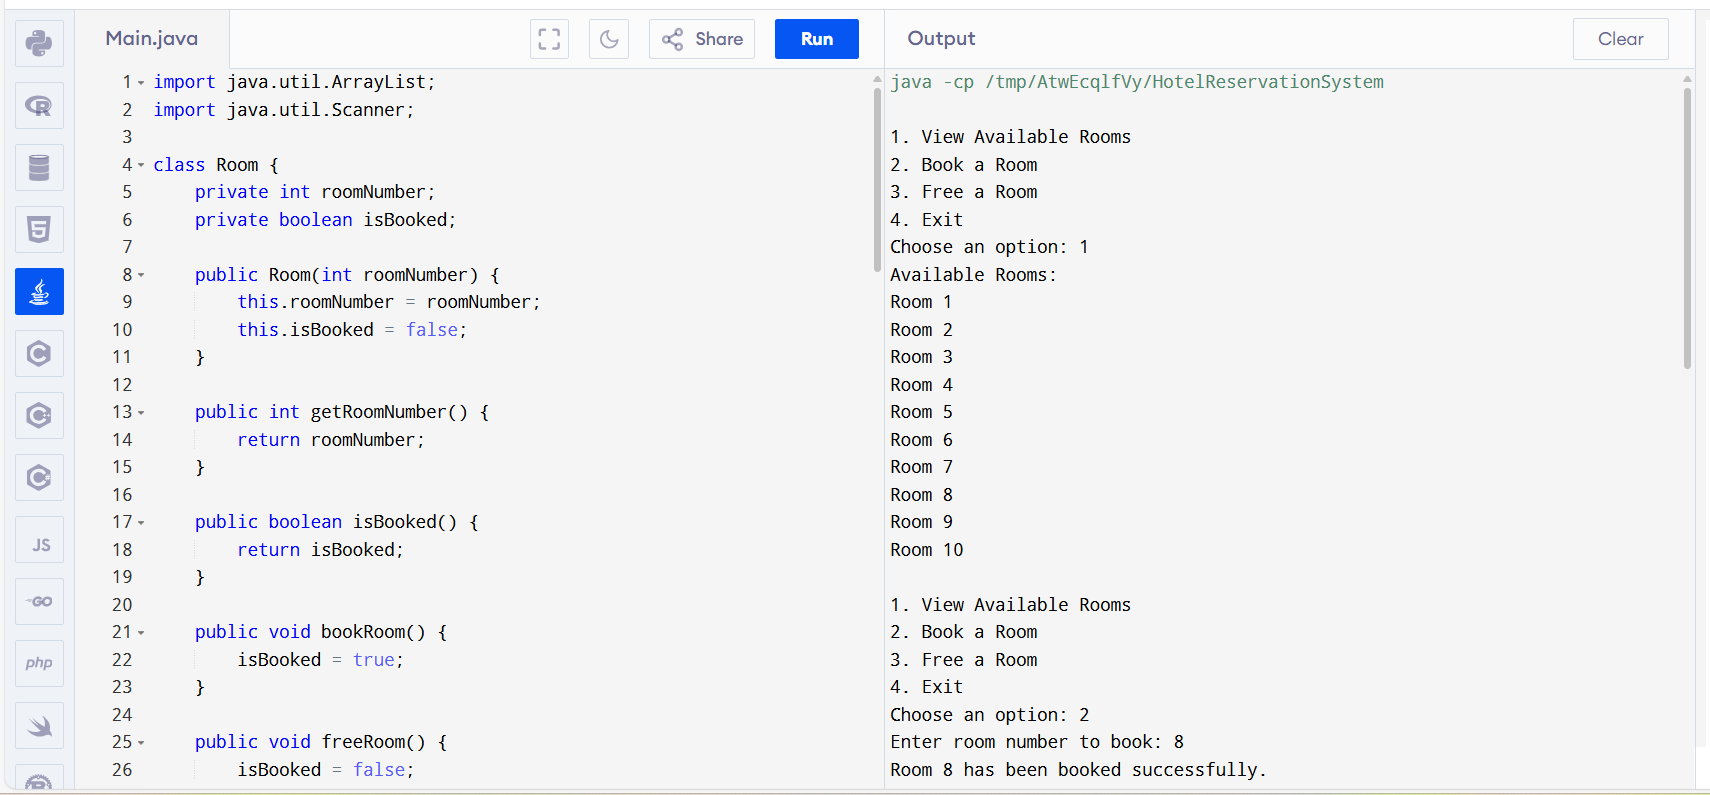 Main.java
Share
Run
Output
Clear
JS
GO
php
1 import java.util.ArrayList;
2 import java.util.Scanner;
3
4 class Room {
5     private int roomNumber;
6     private boolean isBooked;
7
8     public Room(int roomNumber) {
9         this.roomNumber = roomNumber;
10         this.isBooked = false;
11     }
12
13     public int getRoomNumber() {
14         return roomNumber;
15     }
16
17     public boolean isBooked() {
18         return isBooked;
19     }
20
21     public void bookRoom() {
22         isBooked = true;
23     }
24
25     public void freeRoom() {
26         isBooked = false;
java -cp /tmp/AtwEcqlfVy/HotelReservationSystem
1. View Available Rooms
2. Book a Room
3. Free a Room
4. Exit
Choose an option: 1
Available Rooms:
Room 1
Room 2
Room 3
Room 4
Room 5
Room 6
Room 7
Room 8
Room 9
Room 10
1. View Available Rooms
2. Book a Room
3. Free a Room
4. Exit
Choose an option: 2
Enter room number to book: 8
Room 8 has been booked successfully.